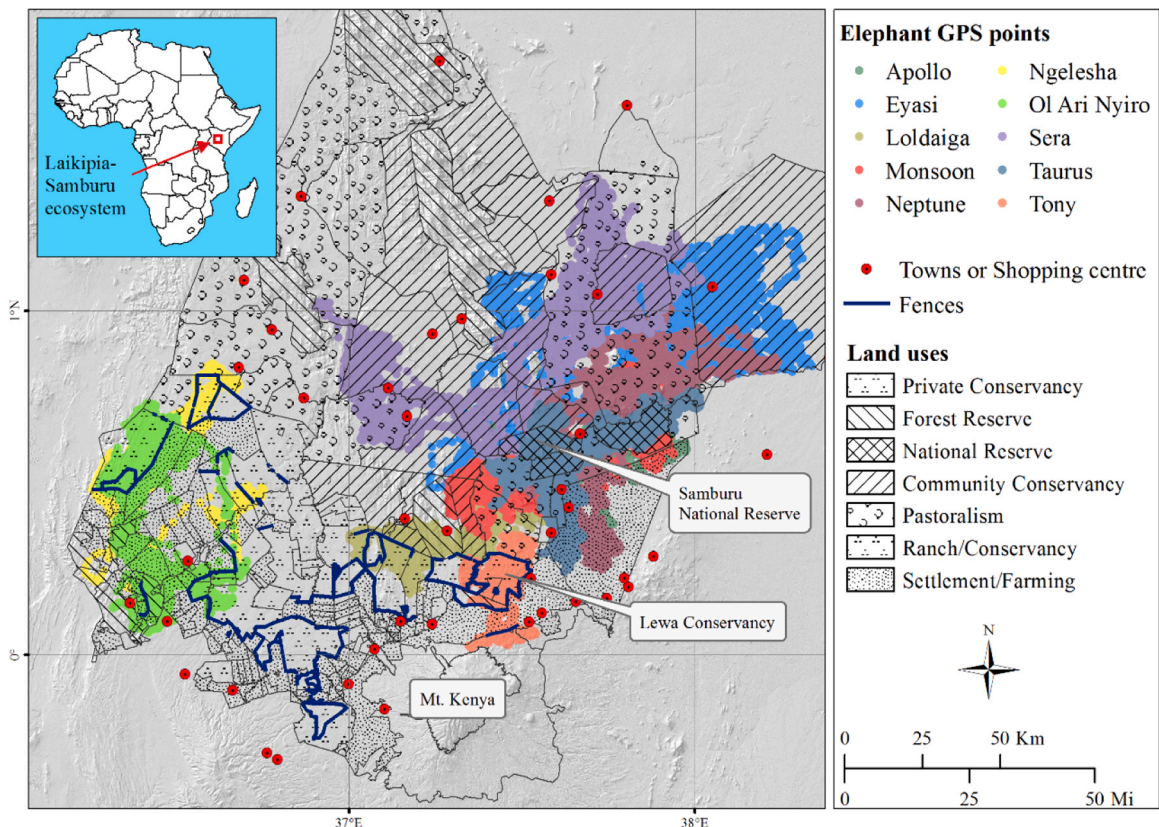 Laikipia-
Samburu
ecosystem
1°N
0°
37°E
38°E
Samburu
National Reserve
Lewa Conservancy
Mt. Kenya
Elephant GPS points
Apollo
Ngelesha
Eyasi
Ol Ari Nyiro
Loldaiga
Sera
Monsoon
Taurus
Neptune
Tony
Towns or Shopping centre
Fences
Land uses
Private Conservancy
Forest Reserve
National Reserve
Community Conservancy
Pastoralism
Ranch/Conservancy
Settlement/Farming
N
0 25 50 Km
0 25 50 Mi